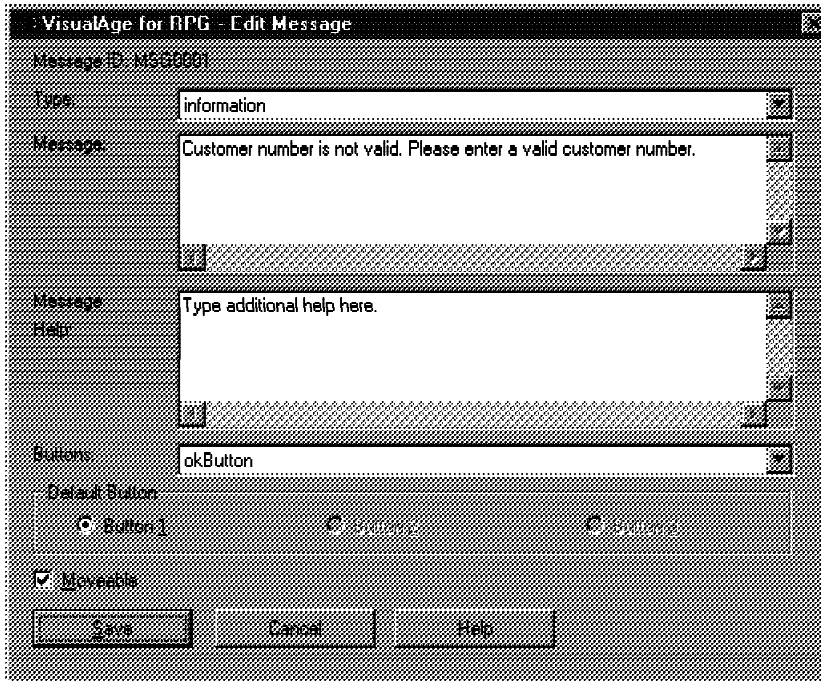 VisualAge for RPG - Edit Message
Message ID: MSG0001
Type:
information
Message:
Customer number is not valid. Please enter a valid customer number.
Message
Help:
Type additional help here.
Buttons:
okButton
Default Button
Button 1 Button 2 Button 3
Moveable
Save Cancel Help